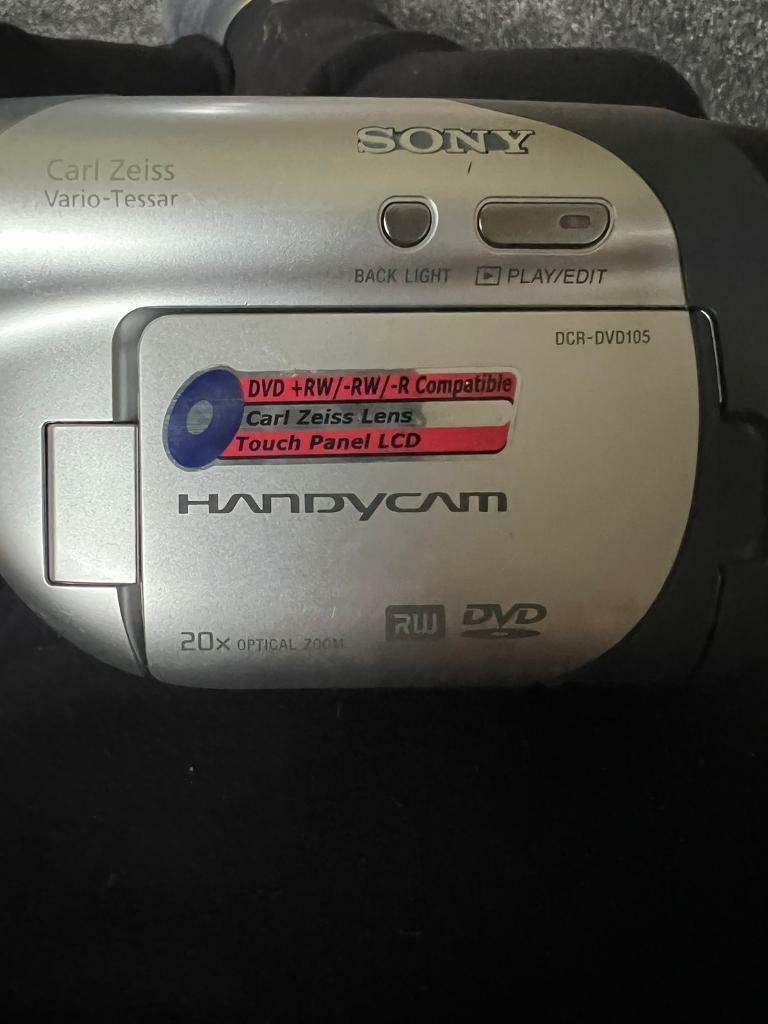 SONY
Carl Zeiss
Vario-Tessar
BACK LIGHT
PLAY/EDIT
DCR-DVD105
DVD +RW/-RW/-R Compatible
Carl Zeiss Lens
Touch Panel LCD
HANDYCAM
RW DVD
20x OPTICAL ZOOM